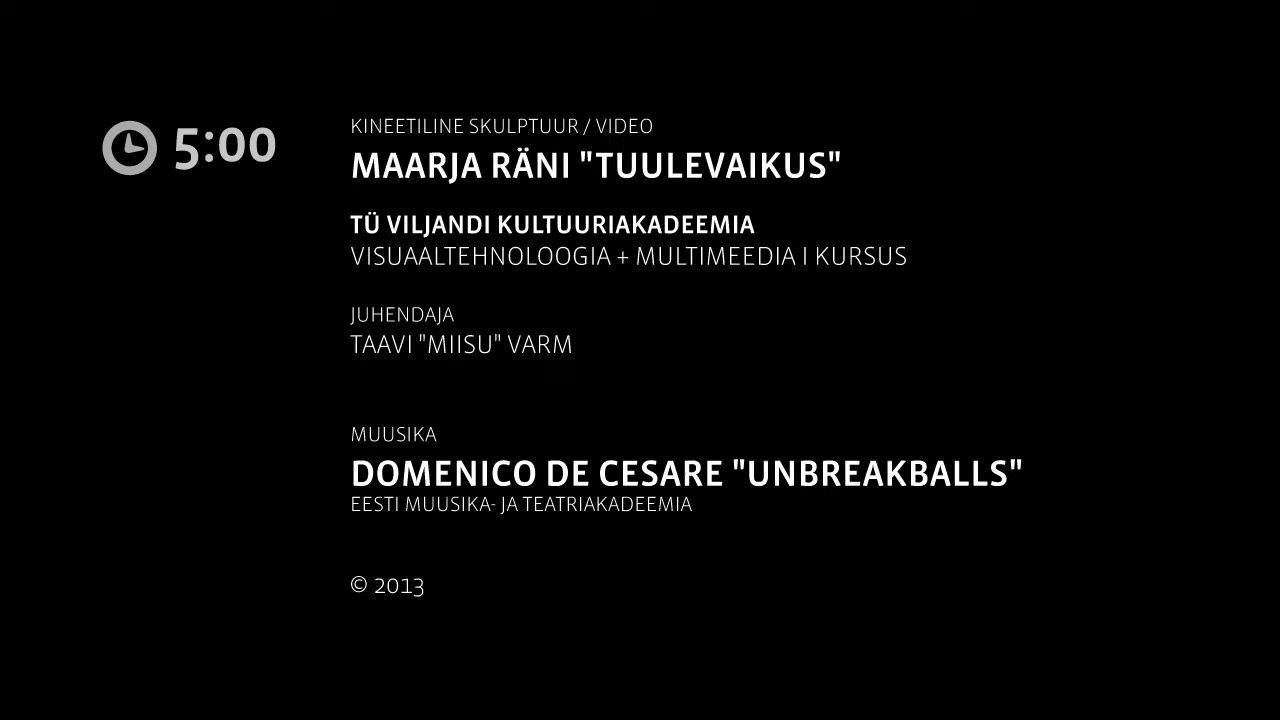 5:00
KINEETILINE SKULPTUUR / VIDEO
MAARJA RÄNI "TUULEVAIKUS"
TÜ VILJANDI KULTUURIAKADEEMIA
VISUAALTEHNOLOOGIA + MULTIMEEDIA I KURSUS
JUHENDAJA
TAAVI "MIISU" VARM
MUUSIKA
DOMENICO DE CESARE "UNBREAKBALLS"
EESTI MUUSIKA- JA TEATRIAKADEEMIA
© 2013